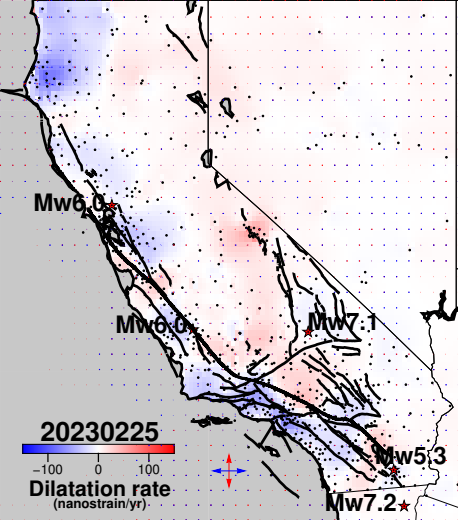 Mw6.0
Mw6.0
Mw7.1
20230225
−100 0 100
Dilatation rate
(nanostrain/yr)
Mw5.3
Mw7.2